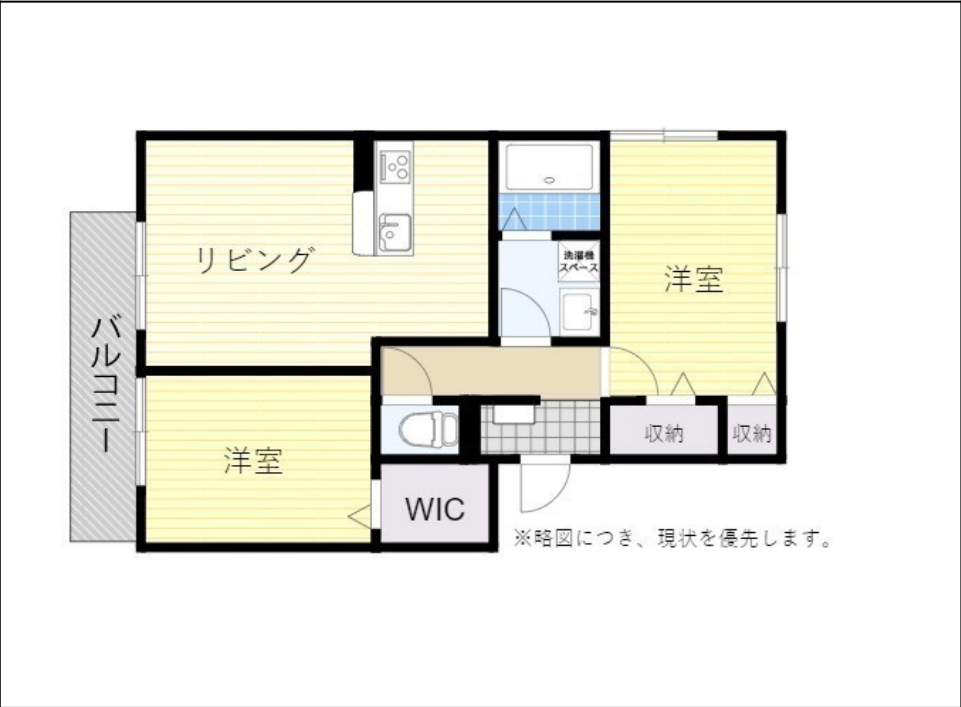 リビング
洗濯機
スペース
洋室
バルコニー
洋室
収納
収納
WIC
※略図につき、現状を優先します。